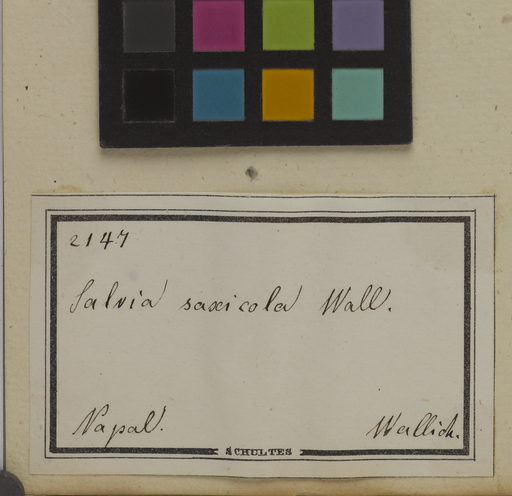 2147
Salvia saxicola Wall.
Napal.
Wallich.
SCHULTES